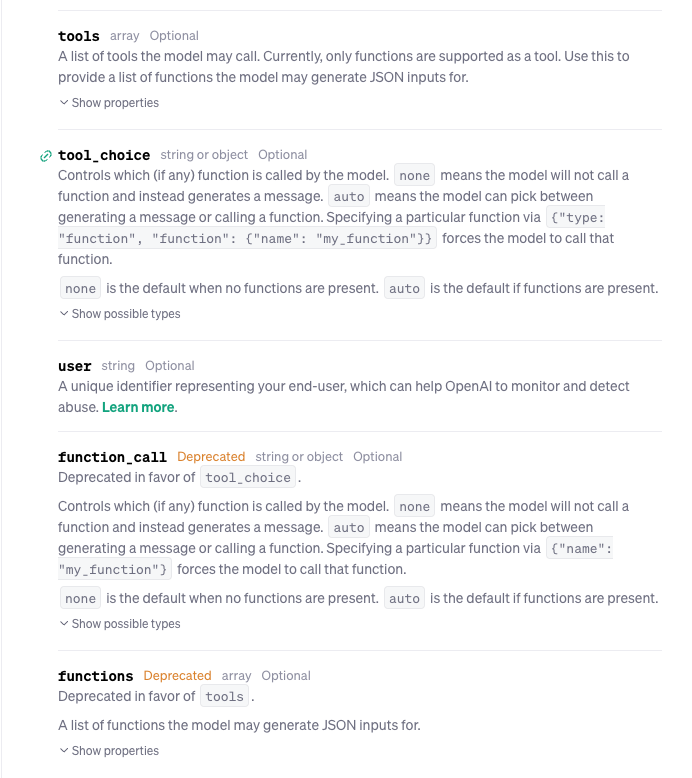 tools array Optional
A list of tools the model may call. Currently, only functions are supported as a tool. Use this to
provide a list of functions the model may generate JSON inputs for.
Show properties
tool_choice string or object Optional
Controls which (if any) function is called by the model. none means the model will not call a
function and instead generates a message. auto means the model can pick between
generating a message or calling a function. Specifying a particular function via {"type:
"function", "function": {"name": "my_function"}} forces the model to call that
function.
none is the default when no functions are present. auto is the default if functions are present.
Show possible types
user string Optional
A unique identifier representing your end-user, which can help OpenAI to monitor and detect
abuse. Learn more.
function_call Deprecated string or object Optional
Deprecated in favor of tool_choice.
Controls which (if any) function is called by the model. none means the model will not call a
function and instead generates a message. auto means the model can pick between
generating a message or calling a function. Specifying a particular function via {"name":
"my_function"} forces the model to call that function.
none is the default when no functions are present. auto is the default if functions are present.
Show possible types
functions Deprecated array Optional
Deprecated in favor of tools.
A list of functions the model may generate JSON inputs for.
Show properties